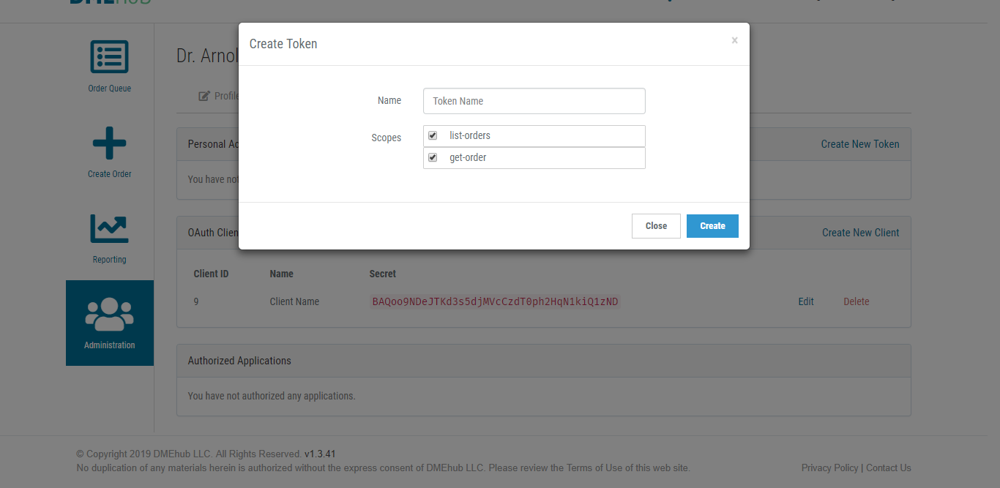 Create Token
×
Dr. Arnol
Order Queue
Profile
Name
Token Name
Scopes
list-orders
get-order
Personal Ac
Create New Token
Create Order
You have not
Close
Create
OAuth Clien
Create New Client
Reporting
Client ID Name Secret
9 Client Name BAQoo9NDeJTKd3s5djMVcCzdT0ph2HqN1kiQ1zND Edit Delete
Administration
Authorized Applications
You have not authorized any applications.
© Copyright 2019 DMEhub LLC. All Rights Reserved. v1.3.41
No duplication of any materials herein is authorized without the express consent of DMEhub LLC. Please review the Terms of Use of this web site.
Privacy Policy | Contact Us